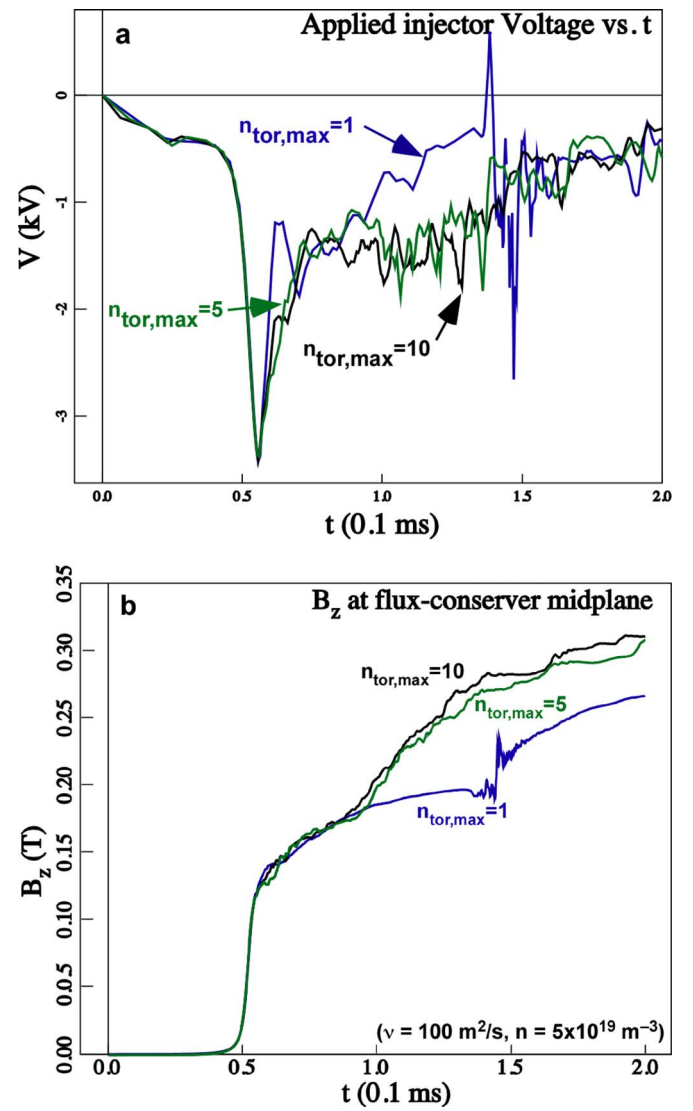 a
Applied injector Voltage vs. t
0
-1
-2
-3
V (kV)
n_tor,max=1
n_tor,max=5
n_tor,max=10
0.0
0.5
1.0
1.5
2.0
t (0.1 ms)
b
B_z at flux-conserver midplane
0.35
0.30
0.25
0.20
0.15
0.10
0.05
0.00
B_z (T)
n_tor,max=10
n_tor,max=5
n_tor,max=1
(ν = 100 m²/s, n = 5x10¹⁹ m⁻³)
0.0
0.5
1.0
1.5
2.0
t (0.1 ms)